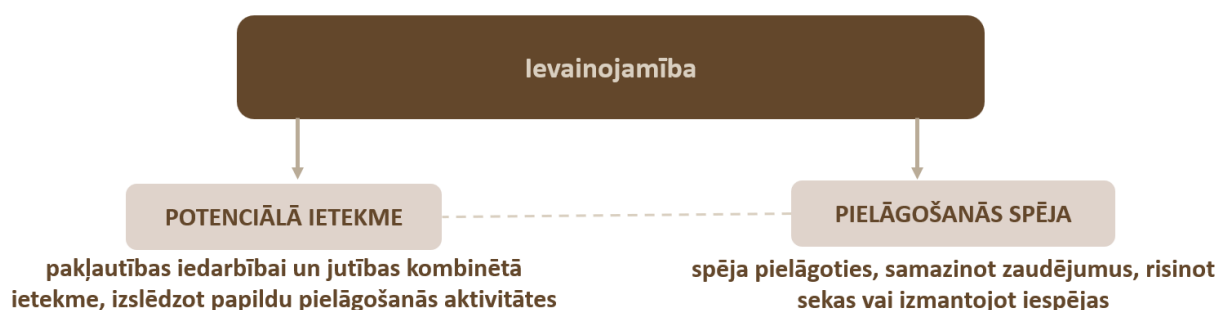 Ievainojamība
POTENCIĀLĀ IETEKME
pakļautības iedarbībai un jutības kombinētā
ietekme, izslēdzot papildu pielāgošanās aktivitātes
PIELĀGOŠANĀS SPĒJA
spēja pielāgoties, samazinot zaudējumus, risinot
sekas vai izmantojot iespējas